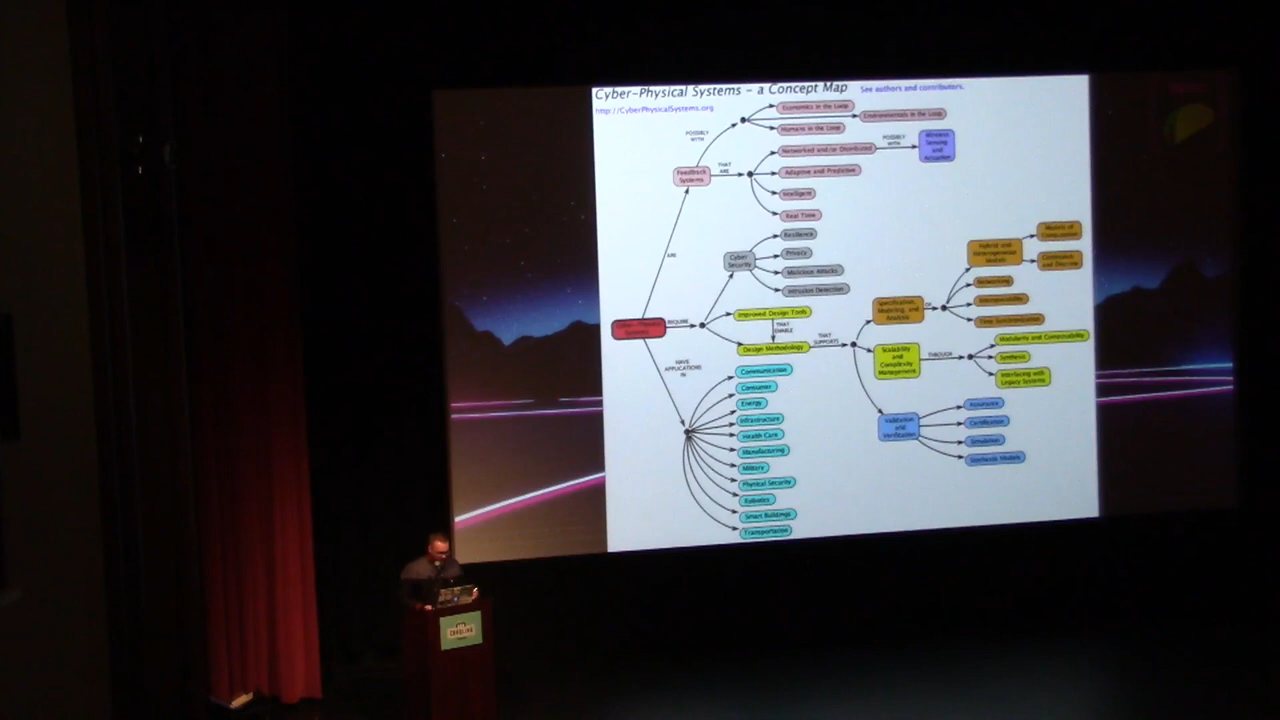 Cyber-Physical Systems – a Concept Map
See authors and contributors.
http://CyberPhysicalSystems.org
Economics in the Loop
Environmentals in the Loop
Humans in the Loop
POSSIBLY
WITH
Networked and/or Distributed
POSSIBLY
WITH
Wireless
Sensing
and
Actuation
Feedback
Systems
THAT
ARE
Adaptive and Predictive
Intelligent
Real Time
ARE
Cyber
Security
Resilience
Privacy
Malicious Attacks
Intrusion Detection
Cyber-Physical
Systems
REQUIRE
Improved Design Tools
THAT
ENABLE
Design Methodology
THAT
SUPPORTS
Specification,
Modeling, and
Analysis
OF
Hybrid and
Heterogeneous
Models
Models of
Computation
Continuous
and Discrete
Networking
Interoperability
Time Synchronization
Scalability
and
Complexity
Management
THROUGH
Modularity and Composability
Synthesis
Interfacing with
Legacy Systems
Validation
and
Verification
Assurance
Certification
Simulation
Stochastic Models
HAVE
APPLICATIONS
IN
Communication
Consumer
Energy
Infrastructure
Health Care
Manufacturing
Military
Physical Security
Robotics
Smart Buildings
Transportation
CAROLINA